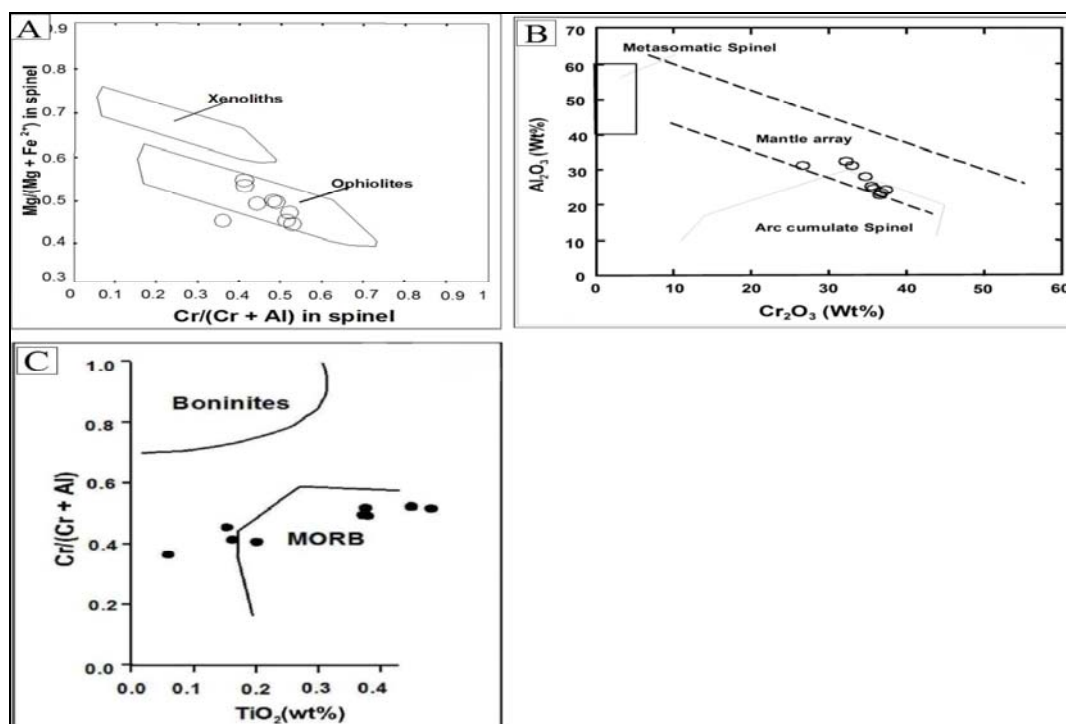 A
0.9
0.8
0.7
0.6
0.5
0.4
0.3
Mg/(Mg + Fe ²⁺) in spinel
Xenoliths
Ophiolites
0 0.1 0.2 0.3 0.4 0.5 0.6 0.7 0.8 0.9 1
Cr/(Cr + Al) in spinel
B
70
60
50
40
30
20
10
0
Al₂O₃ (Wt%)
Metasomatic Spinel
Mantle array
Arc cumulate Spinel
0 10 20 30 40 50 60
Cr₂O₃ (Wt%)
C
1.0
0.8
0.6
0.4
0.2
0.0
Cr/(Cr + Al)
Boninites
MORB
0.0 0.1 0.2 0.3 0.4
TiO₂(wt%)